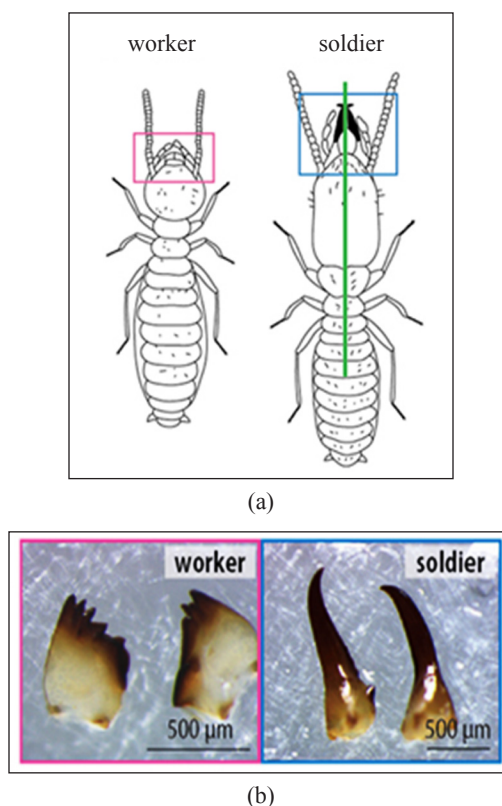 worker
soldier
(a)
worker
soldier
500 μm
500 μm
(b)